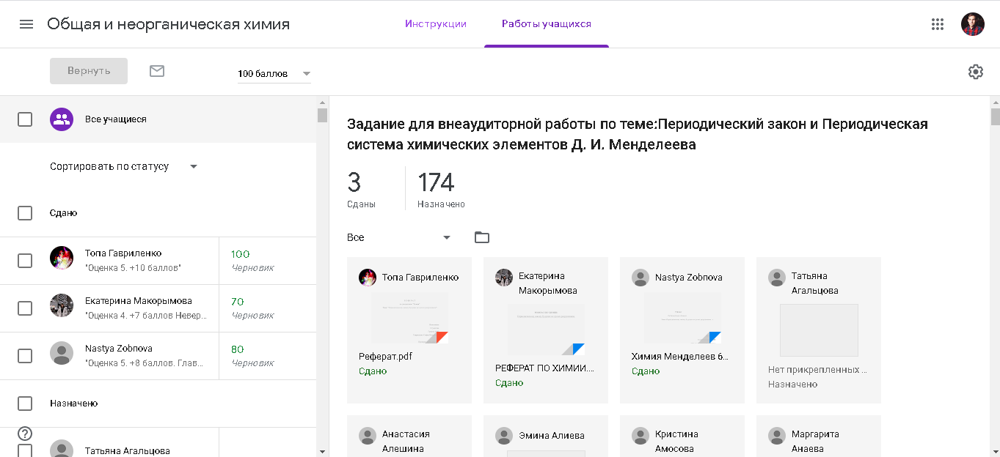 Общая и неорганическая химия
Инструкции
Работы учащихся
Вернуть
100 баллов
Все учащиеся
Сортировать по статусу
Сдано
Топа Гавриленко
"Оценка 5. +10 баллов"
100
Черновик
Екатерина Макорымова
"Оценка 4. +7 баллов Невер...
70
Черновик
Nastya Zobnova
"Оценка 5. +8 баллов. Глав...
80
Черновик
Назначено
Татьяна Агальцова
Задание для внеаудиторной работы по теме:Периодический закон и Периодическая
система химических элементов Д. И. Менделеева
3
Сданы
174
Назначено
Все
Топа Гавриленко
Реферат.pdf
Сдано
Екатерина
Макорымова
РЕФЕРАТ ПО ХИМИИ....
Сдано
Nastya Zobnova
Химия Менделеев 6...
Сдано
Татьяна
Агальцова
Нет прикрепленных ...
Назначено
Анастасия
Алешина
Эмина Алиева
Кристина
Амосова
Маргарита
Анаева